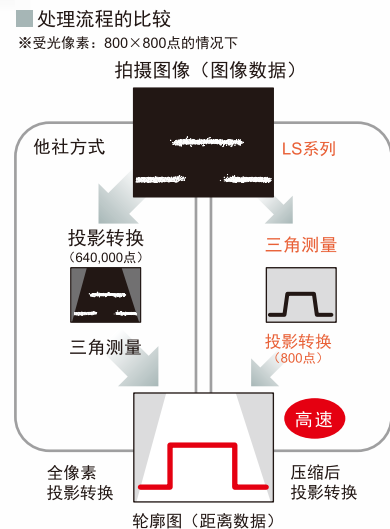 处理流程的比较
※受光像素：800×800点的情况下
拍摄图像（图像数据）
他社方式
LS系列
投影转换
（640,000点）
三角测量
三角测量
投影转换
（800点）
高速
全像素
投影转换
压缩后
投影转换
轮廓图（距离数据）